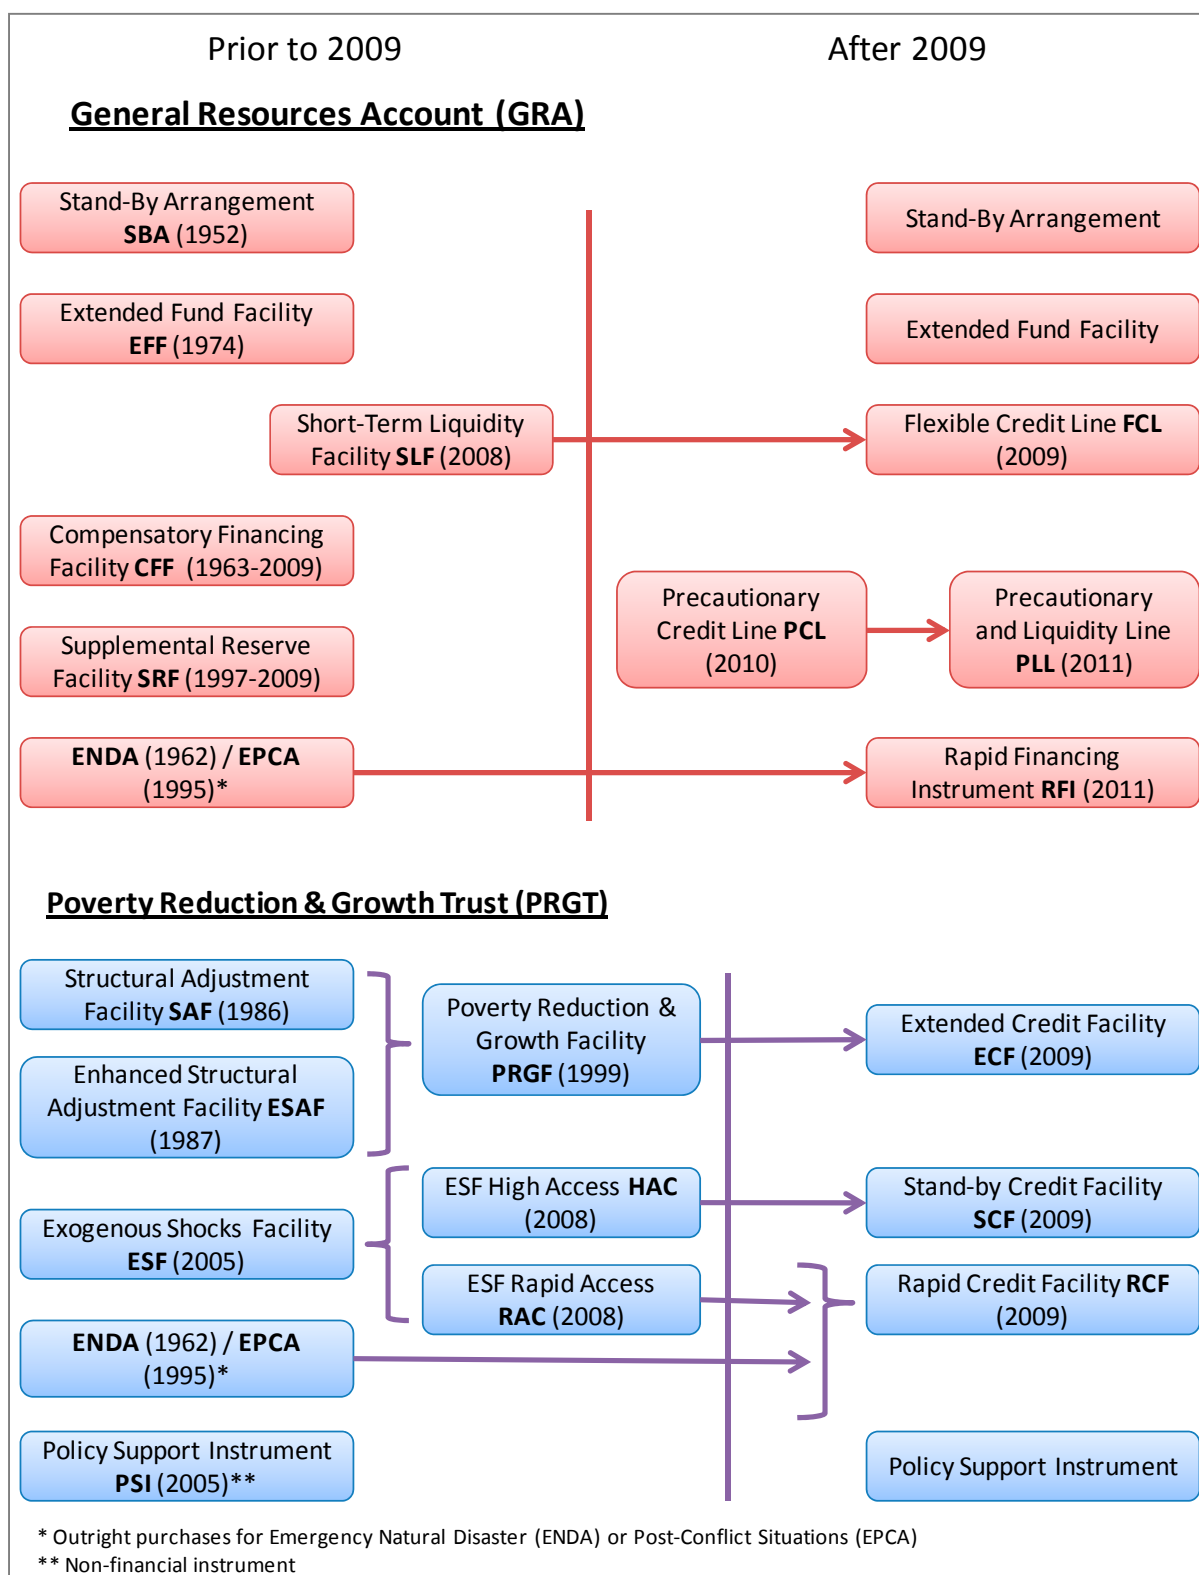 Prior to 2009
After 2009
General Resources Account (GRA)
Stand-By Arrangement
SBA (1952)
Stand-By Arrangement
Extended Fund Facility
EFF (1974)
Extended Fund Facility
Short-Term Liquidity
Facility SLF (2008)
Flexible Credit Line FCL
(2009)
Compensatory Financing
Facility CFF (1963-2009)
Precautionary
Credit Line PCL
(2010)
Precautionary
and Liquidity Line
PLL (2011)
Supplemental Reserve
Facility SRF (1997-2009)
ENDA (1962) / EPCA
(1995)*
Rapid Financing
Instrument RFI (2011)
Poverty Reduction & Growth Trust (PRGT)
Structural Adjustment
Facility SAF (1986)
Poverty Reduction &
Growth Facility
PRGF (1999)
Extended Credit Facility
ECF (2009)
Enhanced Structural
Adjustment Facility ESAF
(1987)
ESF High Access HAC
(2008)
Stand-by Credit Facility
SCF (2009)
Exogenous Shocks Facility
ESF (2005)
ESF Rapid Access
RAC (2008)
Rapid Credit Facility RCF
(2009)
ENDA (1962) / EPCA
(1995)*
Policy Support Instrument
PSI (2005)**
Policy Support Instrument
* Outright purchases for Emergency Natural Disaster (ENDA) or Post-Conflict Situations (EPCA)
** Non-financial instrument